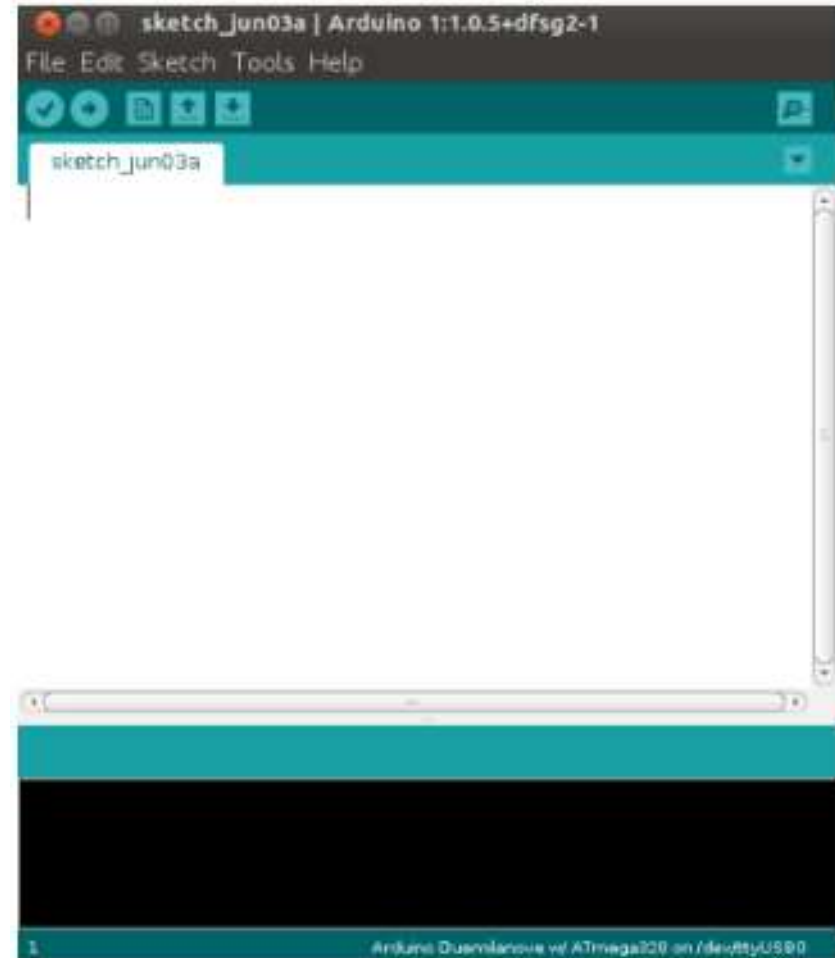 sketch_jun03a | Arduino 1:1.0.5+dfsg2-1
File Edit Sketch Tools Help
sketch_jun03a
1
Arduino Duemilanove w/ ATmega328 on /dev/ttyUSB0